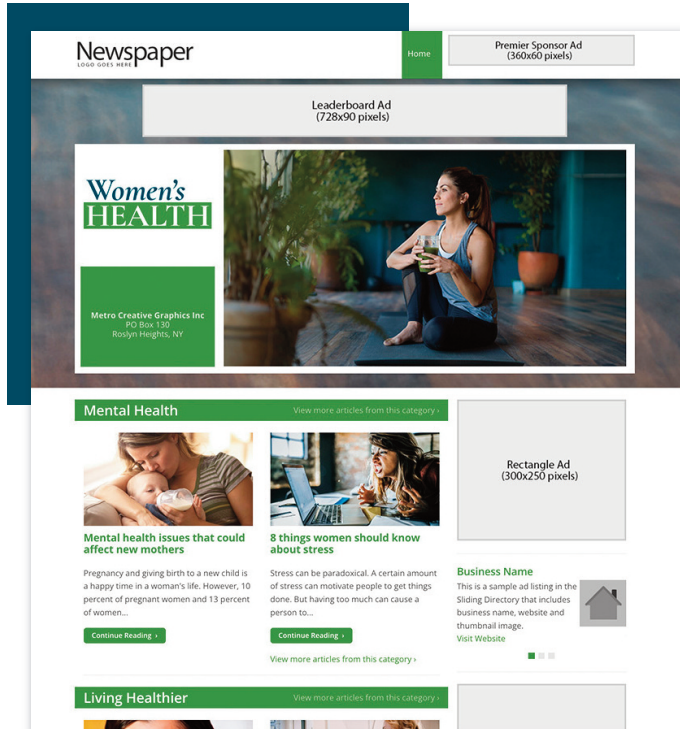 Newspaper
LOGO GOES HERE
Home
Premier Sponsor Ad
(360x60 pixels)
Leaderboard Ad
(728x90 pixels)
Women's
HEALTH
Metro Creative Graphics Inc
PO Box 130
Roslyn Heights, NY
Mental Health
View more articles from this category ›
Mental health issues that could
affect new mothers
Pregnancy and giving birth to a new child is
a happy time in a woman's life. However, 10
percent of pregnant women and 13 percent
of women...
Continue Reading ›
8 things women should know
about stress
Stress can be paradoxical. A certain amount
of stress can motivate people to get things
done. But having too much can cause a
person to...
Continue Reading ›
View more articles from this category ›
Rectangle Ad
(300x250 pixels)
Business Name
This is a sample ad listing in the
Sliding Directory that includes
business name, website and
thumbnail image.
Visit Website
Living Healthier
View more articles from this category ›